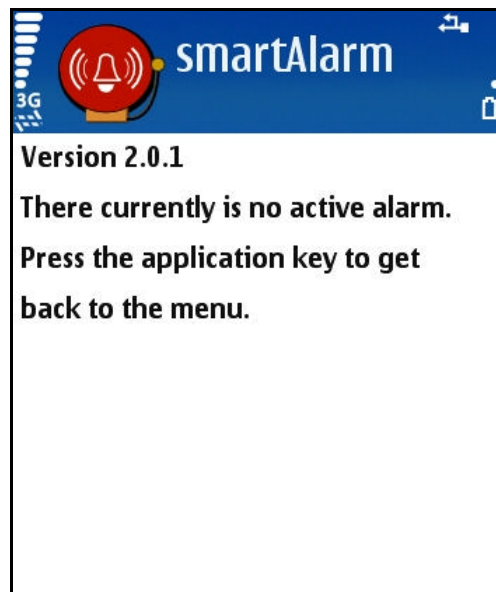 smartAlarm
3G
Version 2.0.1
There currently is no active alarm.
Press the application key to get
back to the menu.